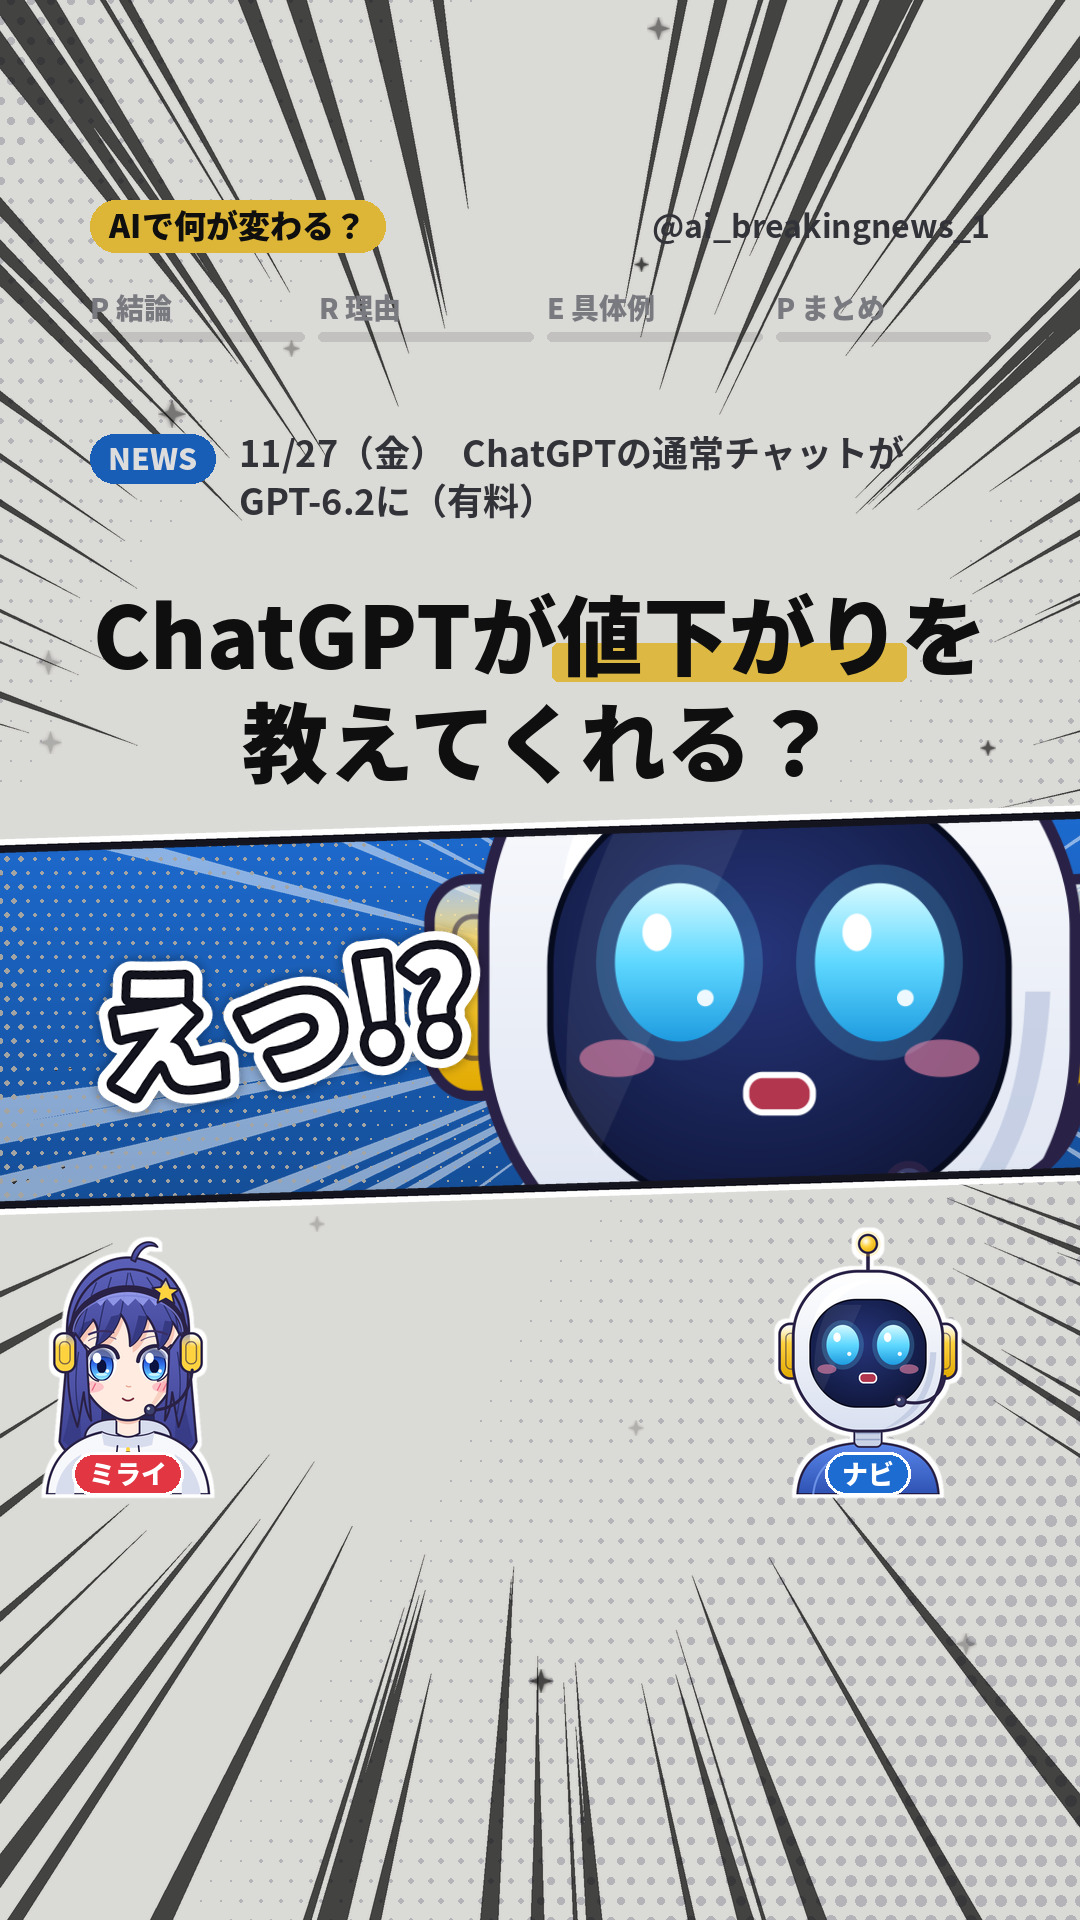 AIで何が変わる？
@ai_breakingnews_1
P 結論
R 理由
E 具体例
P まとめ
NEWS
11/27（金） ChatGPTの通常チャットが
GPT-6.2に（有料）
ChatGPTが値下がりを
教えてくれる？
えっ!?
ミライ
ナビ